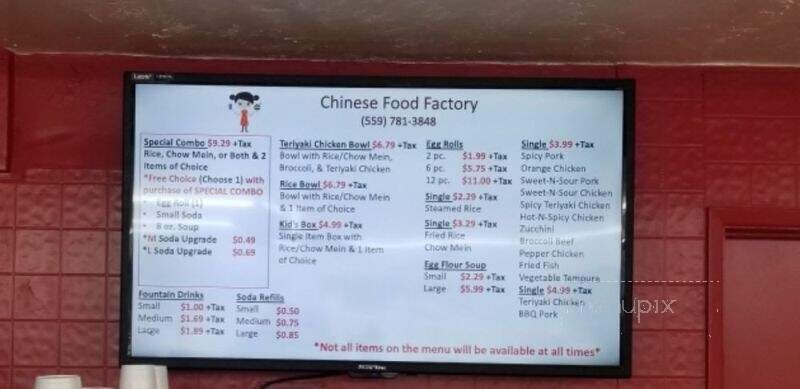 Chinese Food Factory
(559) 781-3848
Special Combo $9.29 +Tax
Rice, Chow Mein, or Both & 2
Items of Choice
*Free Choice (Choose 1) with
purchase of SPECIAL COMBO
Egg Roll (1)
Small Soda
8 oz. Soup
*M Soda Upgrade $0.49
*L Soda Upgrade $0.69
Fountain Drinks
Small $1.00 +Tax
Medium $1.69 +Tax
Large $1.89 +Tax
Soda Refills
Small $0.50
Medium $0.75
Large $0.85
Teriyaki Chicken Bowl $6.79 +Tax
Bowl with Rice/Chow Mein,
Broccoli, & Teriyaki Chicken
Rice Bowl $6.79 +Tax
Bowl with Rice/Chow Mein
& 1 Item of Choice
Kid's Box $4.99 +Tax
Single Item Box with
Rice/Chow Mein & 1 Item
of Choice
Egg Rolls
2 pc. $1.99 +Tax
6 pc. $5.75 +Tax
12 pc. $11.00 +Tax
Single $2.29 +Tax
Steamed Rice
Single $3.29 +Tax
Fried Rice
Chow Mein
Egg Flour Soup
Small $2.29 +Tax
Large $5.99 +Tax
Single $3.99 +Tax
Spicy Pork
Orange Chicken
Sweet-N-Sour Pork
Sweet-N-Sour Chicken
Spicy Teriyaki Chicken
Hot-N-Spicy Chicken
Zucchini
Broccoli Beef
Pepper Chicken
Fried Fish
Vegetable Tempura
Single $4.99 +Tax
Teriyaki Chicken
BBQ Pork
*Not all items on the menu will be available at all times*